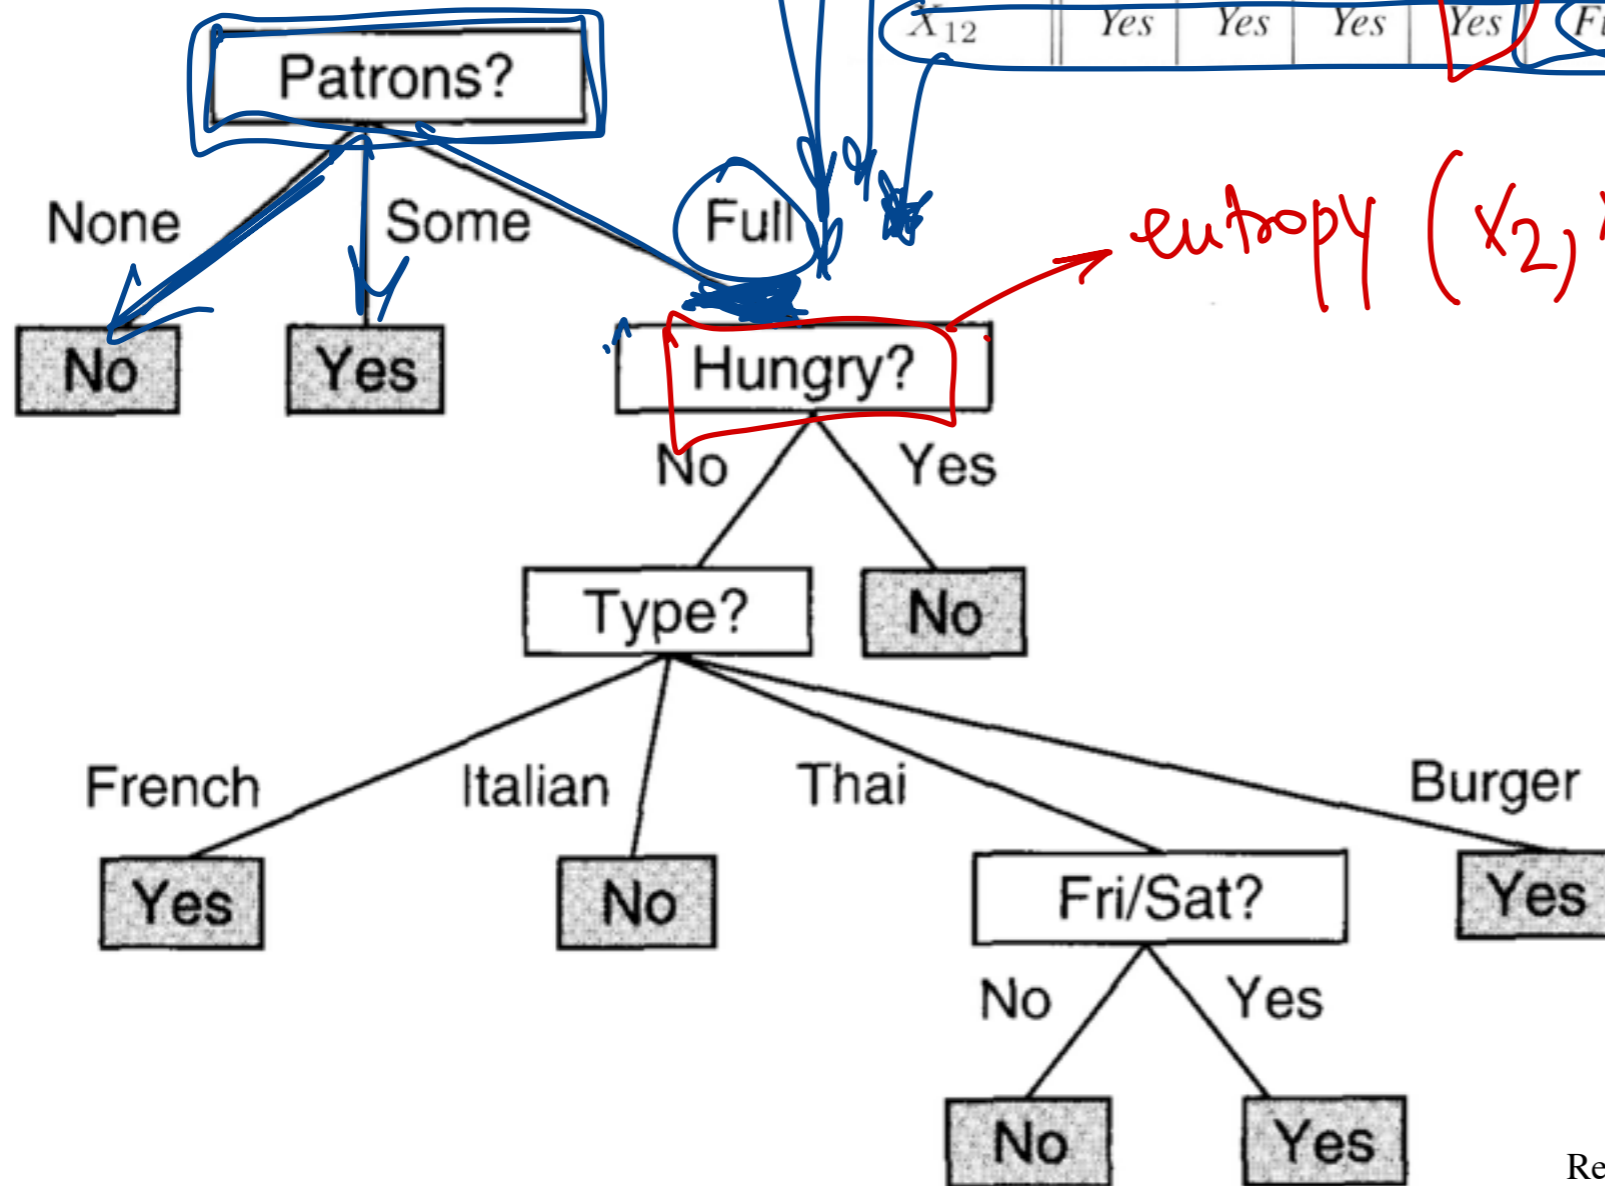 X12 Yes Yes Yes Yes
Patrons?
None Some Full
entropy (x2,
No Yes Hungry?
No Yes
Type? No
French Italian Thai Burger
Yes No Fri/Sat? Yes
No Yes
No Yes
Re